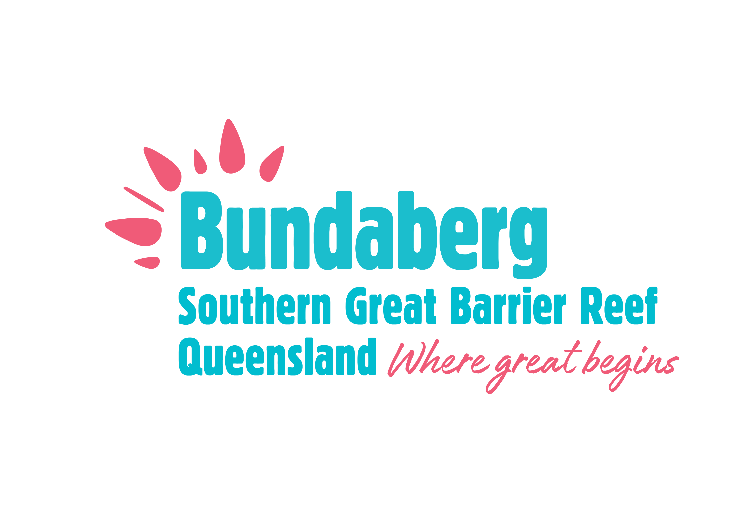 Bundaberg
Southern Great Barrier Reef
Queensland Where great begins